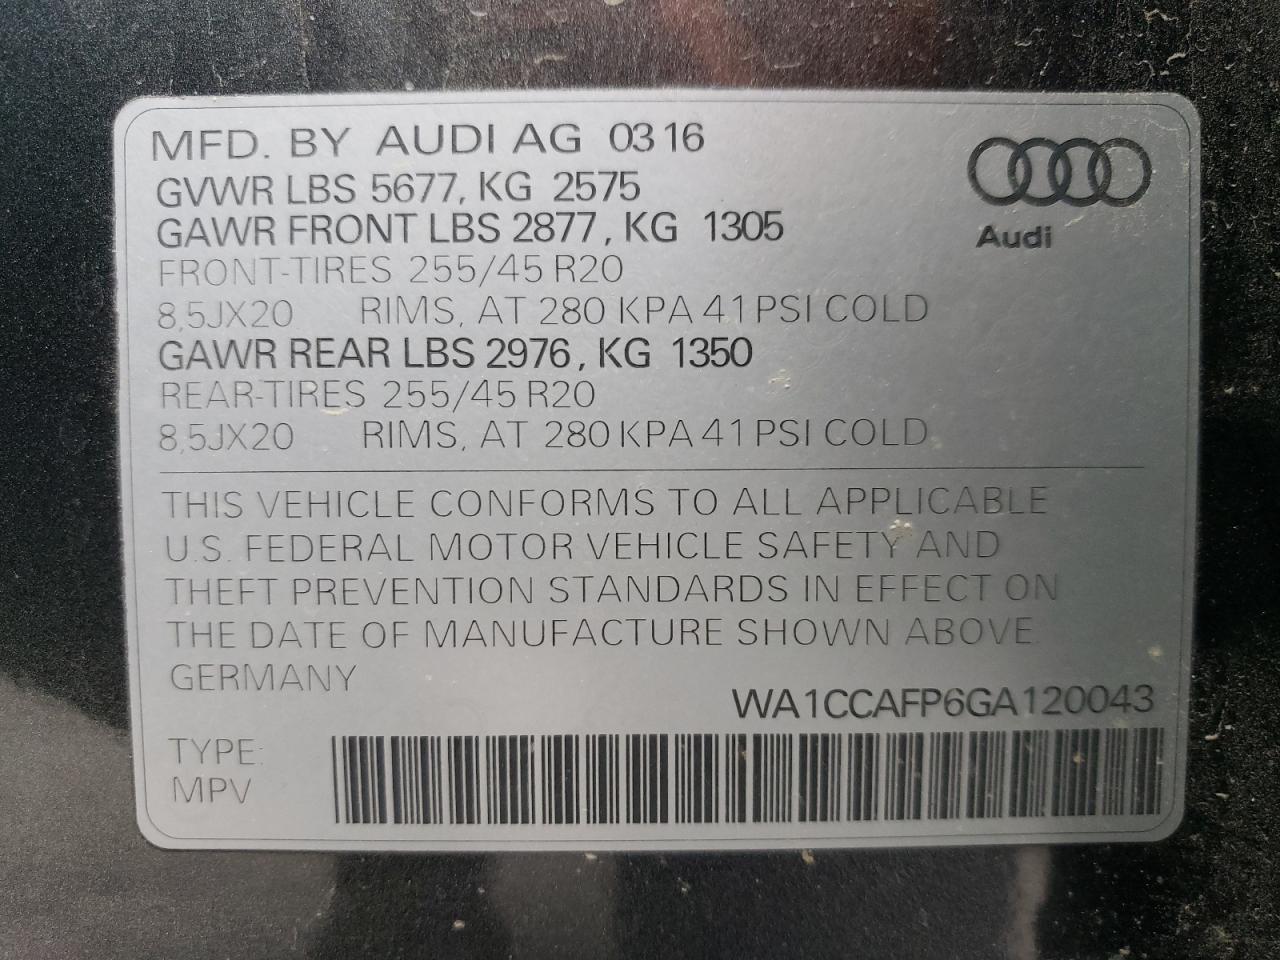 MFD. BY AUDI AG 03 16
GVWR LBS 5677, KG 2575
GAWR FRONT LBS 2877, KG 1305
FRONT-TIRES 255/45 R20
8,5JX20 RIMS, AT 280 KPA 41 PSI COLD
GAWR REAR LBS 2976, KG 1350
REAR-TIRES 255/45 R20
8,5JX20 RIMS, AT 280 KPA 41 PSI COLD
Audi
THIS VEHICLE CONFORMS TO ALL APPLICABLE
U.S. FEDERAL MOTOR VEHICLE SAFETY AND
THEFT PREVENTION STANDARDS IN EFFECT ON
THE DATE OF MANUFACTURE SHOWN ABOVE.
GERMANY
WA1CCAFP6GA120043
TYPE:
MPV